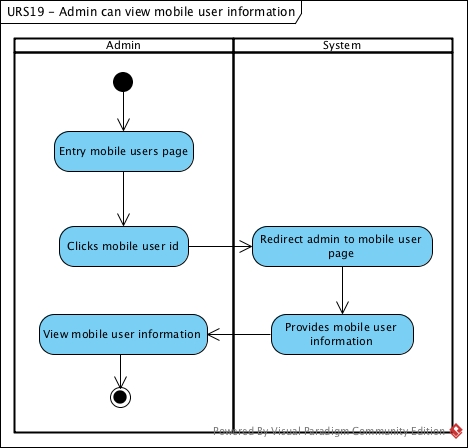 URS19 – Admin can view mobile user information
Admin
System
Entry mobile users page
Clicks mobile user id
Redirect admin to mobile user
page
View mobile user information
Provides mobile user
information
Powered By Visual Paradigm Community Edition